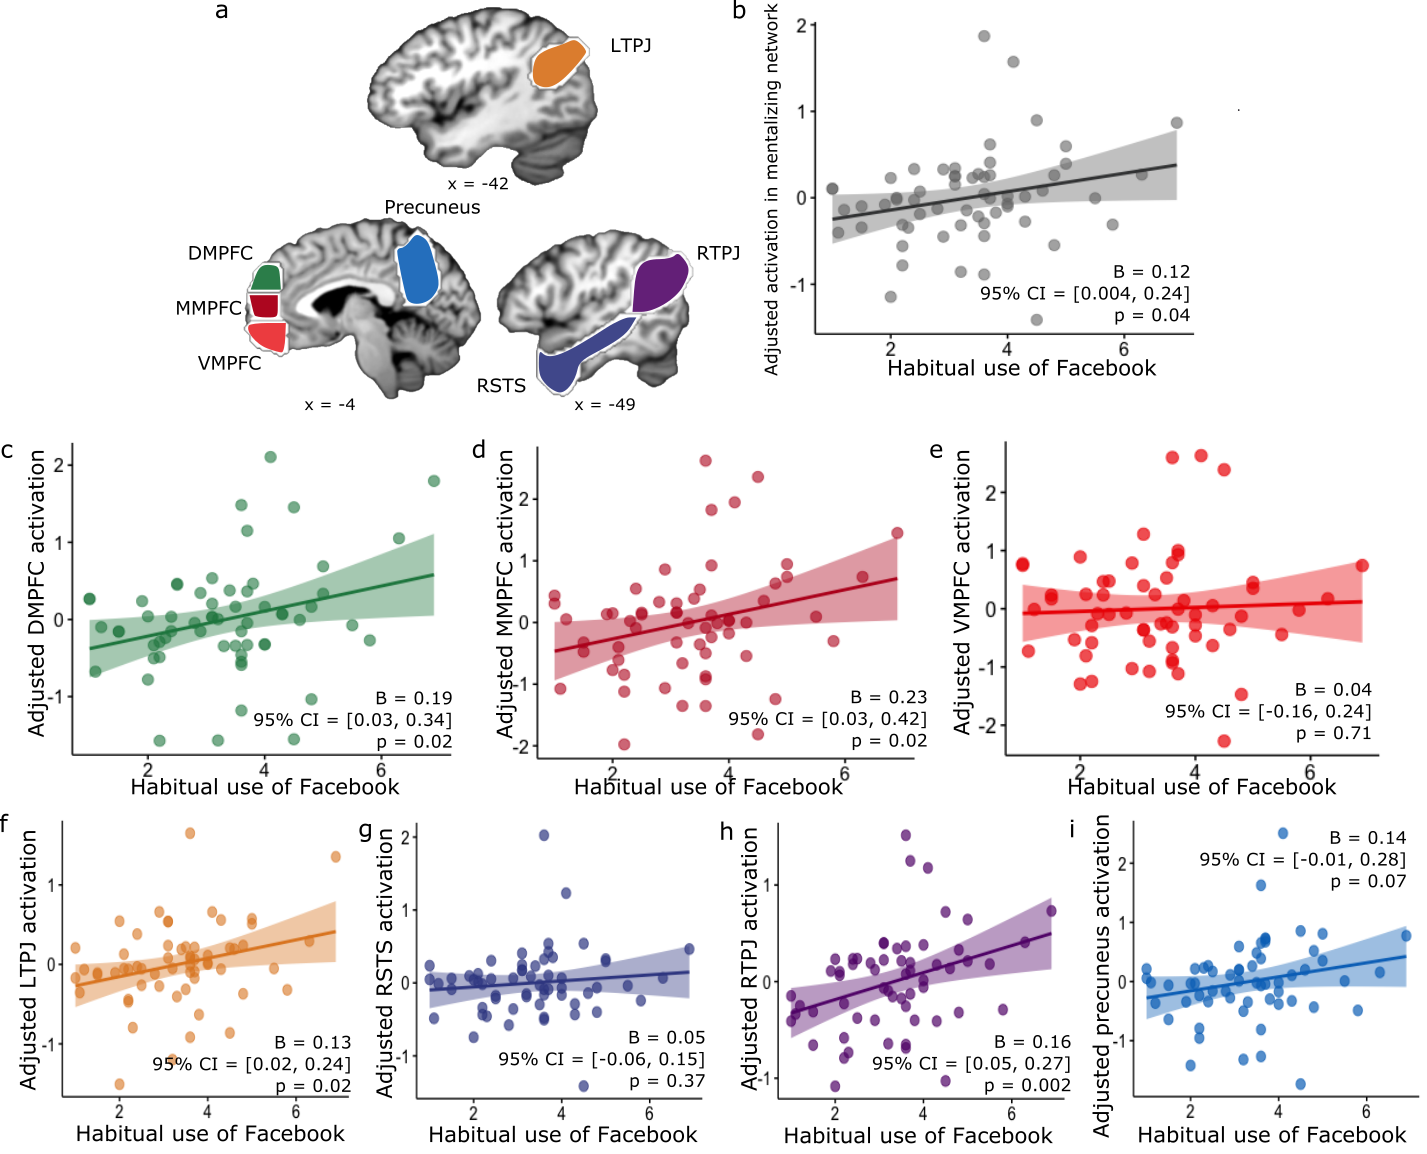 a
LTPJ
x = -42
Precuneus
DMPFC
MMPFC
VMPFC
x = -4
RTPJ
RSTS
x = -49
b
Adjusted activation in mentalizing network
2
1
0
-1
B = 0.12
95% CI = [0.004, 0.24]
p = 0.04
2 4 6
Habitual use of Facebook
c
Adjusted DMPFC activation
2
1
0
-1
B = 0.19
95% CI = [0.03, 0.34]
p = 0.02
2 4 6
Habitual use of Facebook
d
Adjusted MMPFC activation
2
1
0
-1
-2
B = 0.23
95% CI = [0.03, 0.42]
p = 0.02
2 4 6
Habitual use of Facebook
e
Adjusted VMPFC activation
2
1
0
-1
-2
B = 0.04
95% CI = [-0.16, 0.24]
p = 0.71
2 4 6
Habitual use of Facebook
f
Adjusted LTPJ activation
1
0
-1
B = 0.13
95% CI = [0.02, 0.24]
p = 0.02
2 4 6
Habitual use of Facebook
g
Adjusted RSTS activation
2
1
0
-1
B = 0.05
95% CI = [-0.06, 0.15]
p = 0.37
2 4 6
Habitual use of Facebook
h
Adjusted RTPJ activation
1
0
-1
B = 0.16
95% CI = [0.05, 0.27]
p = 0.002
2 4 6
Habitual use of Facebook
i
Adjusted precuneus activation
2
1
0
-1
B = 0.14
95% CI = [-0.01, 0.28]
p = 0.07
2 4 6
Habitual use of Facebook